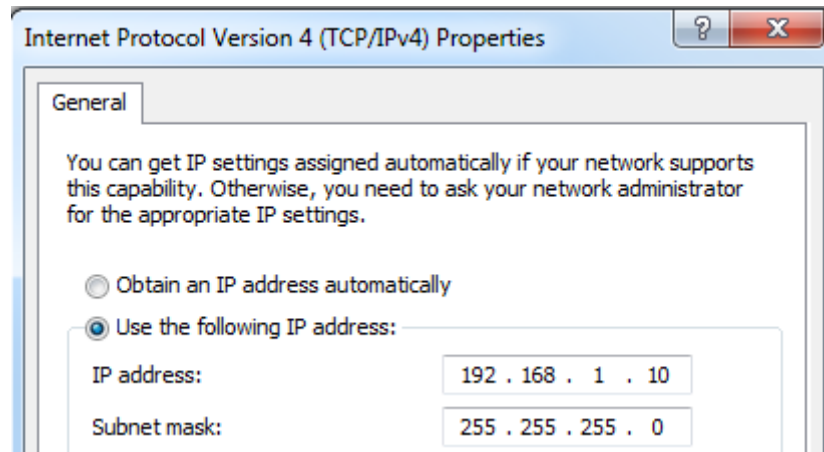 Internet Protocol Version 4 (TCP/IPv4) Properties
General
You can get IP settings assigned automatically if your network supports
this capability. Otherwise, you need to ask your network administrator
for the appropriate IP settings.
Obtain an IP address automatically
Use the following IP address:
IP address: 192 . 168 . 1 . 10
Subnet mask: 255 . 255 . 255 . 0